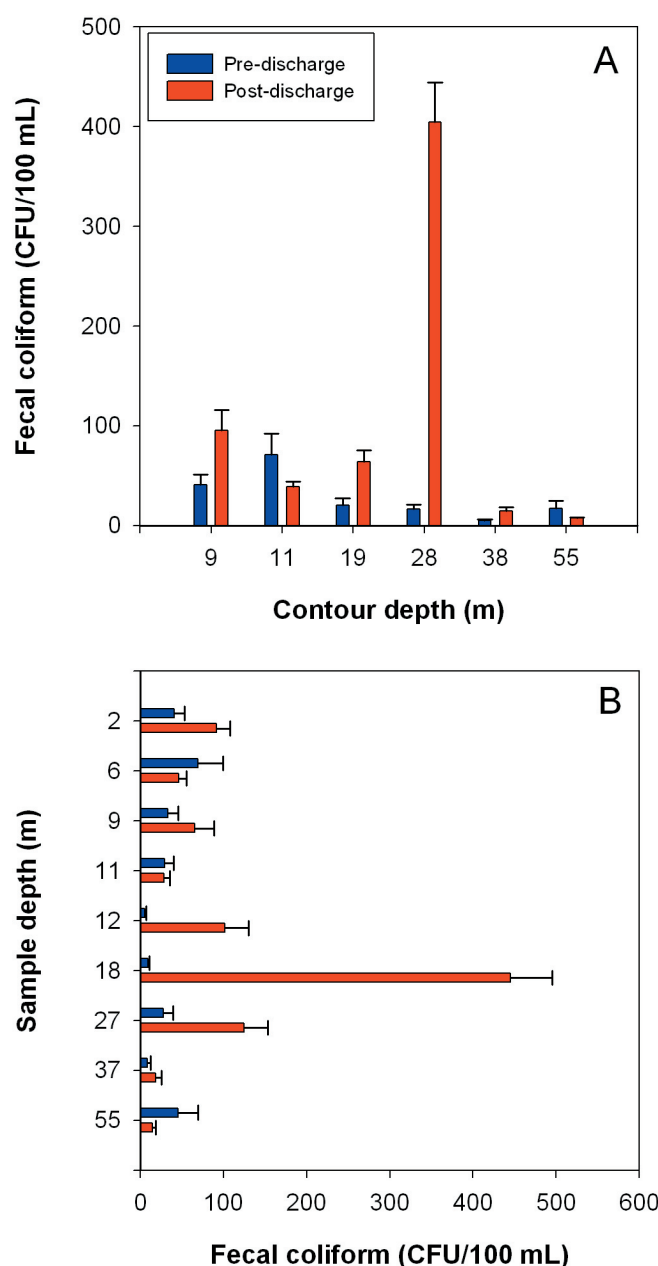 A
Pre-discharge
Post-discharge
Fecal coliform (CFU/100 mL)
500
400
300
200
100
0
9 11 19 28 38 55
Contour depth (m)
B
Sample depth (m)
2
6
9
11
12
18
27
37
55
0 100 200 300 400 500 600
Fecal coliform (CFU/100 mL)